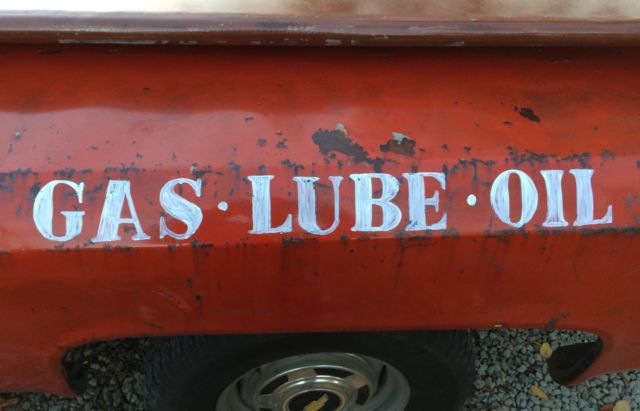 GAS · LUBE · OIL